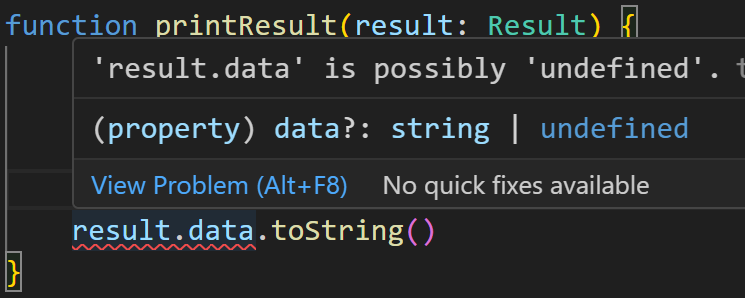 function printResult(result: Result) {
'result.data' is possibly 'undefined'.
(property) data?: string | undefined
View Problem (Alt+F8) No quick fixes available
result.data.toString()
}